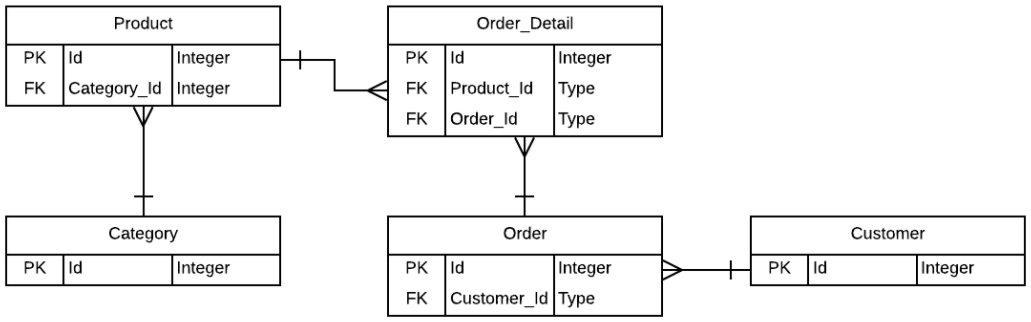 Product
PK Id Integer
FK Category_Id Integer
Order_Detail
PK Id Integer
FK Product_Id Type
FK Order_Id Type
Category
PK Id Integer
Order
PK Id Integer
FK Customer_Id Type
Customer
PK Id Integer